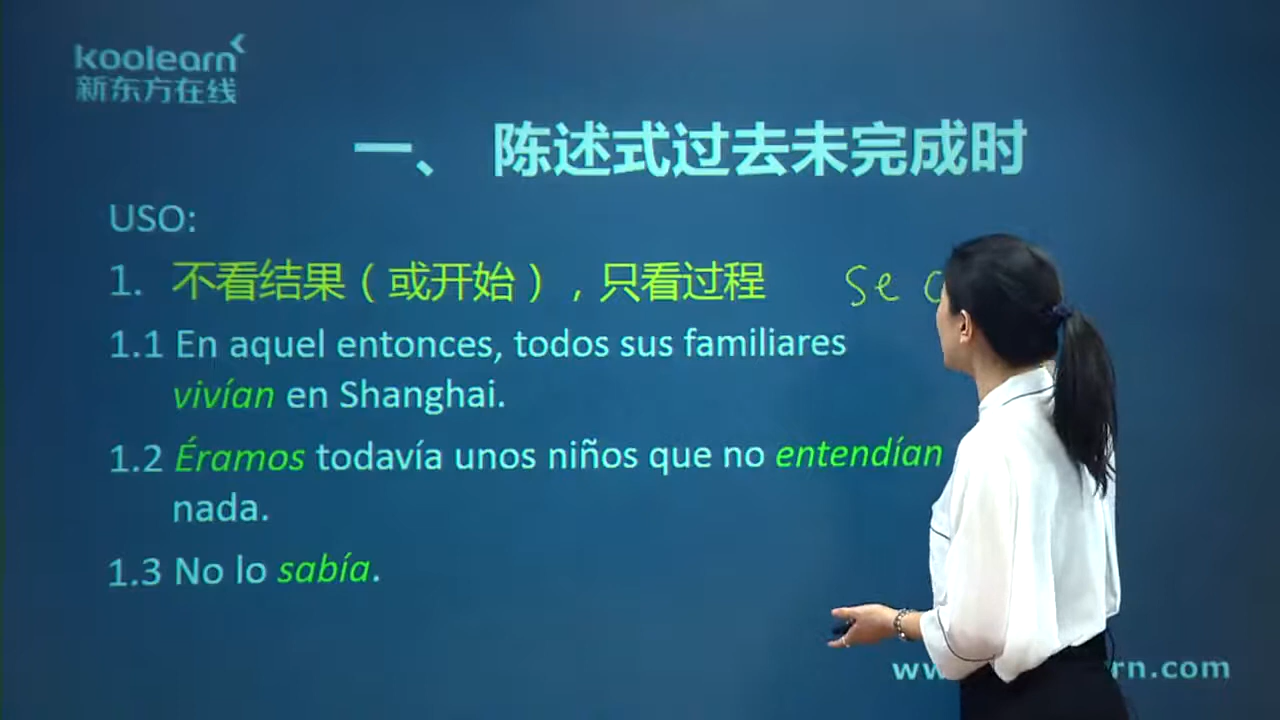 koolearn
新东方在线
一、 陈述式过去未完成时
USO:
1. 不看结果（或开始），只看过程 Se
1.1 En aquel entonces, todos sus familiares
vivían en Shanghai.
1.2 Éramos todavía unos niños que no entendían
nada.
1.3 No lo sabía.